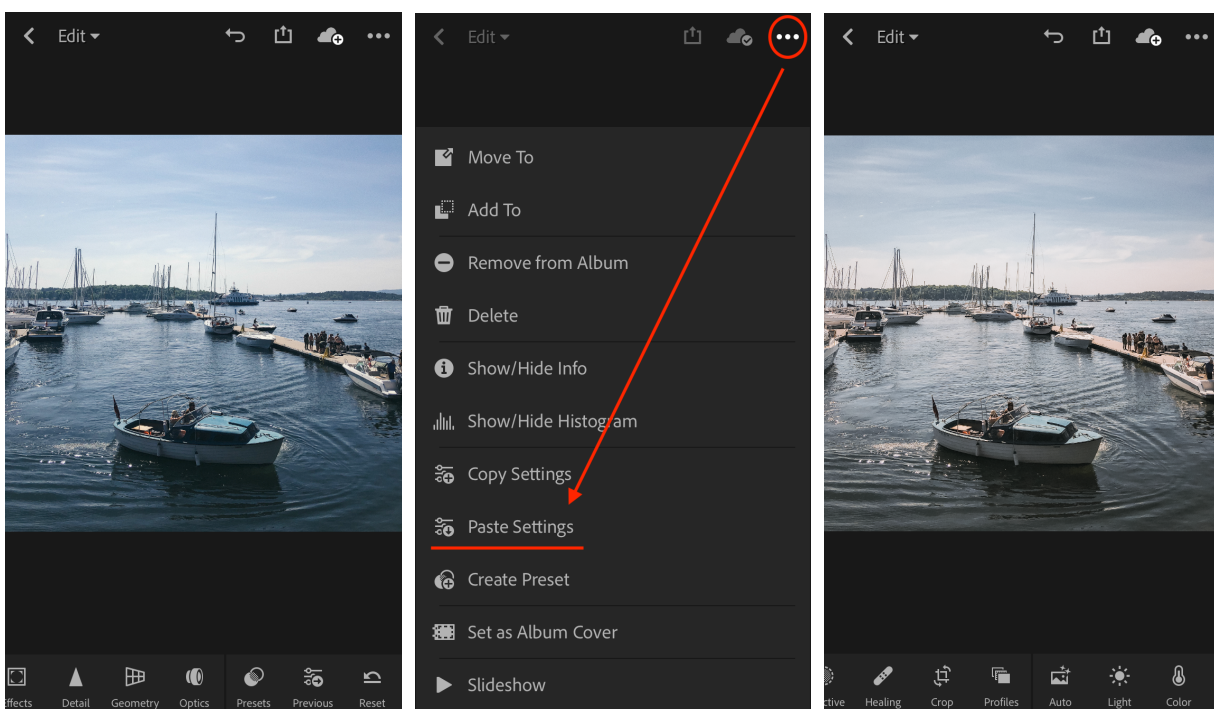 Edit
ffects
Detail
Geometry
Optics
Presets
Previous
Reset
Edit
Move To
Add To
Remove from Album
Delete
Show/Hide Info
Show/Hide Histogram
Copy Settings
Paste Settings
Create Preset
Set as Album Cover
Slideshow
Edit
ctive
Healing
Crop
Profiles
Auto
Light
Color